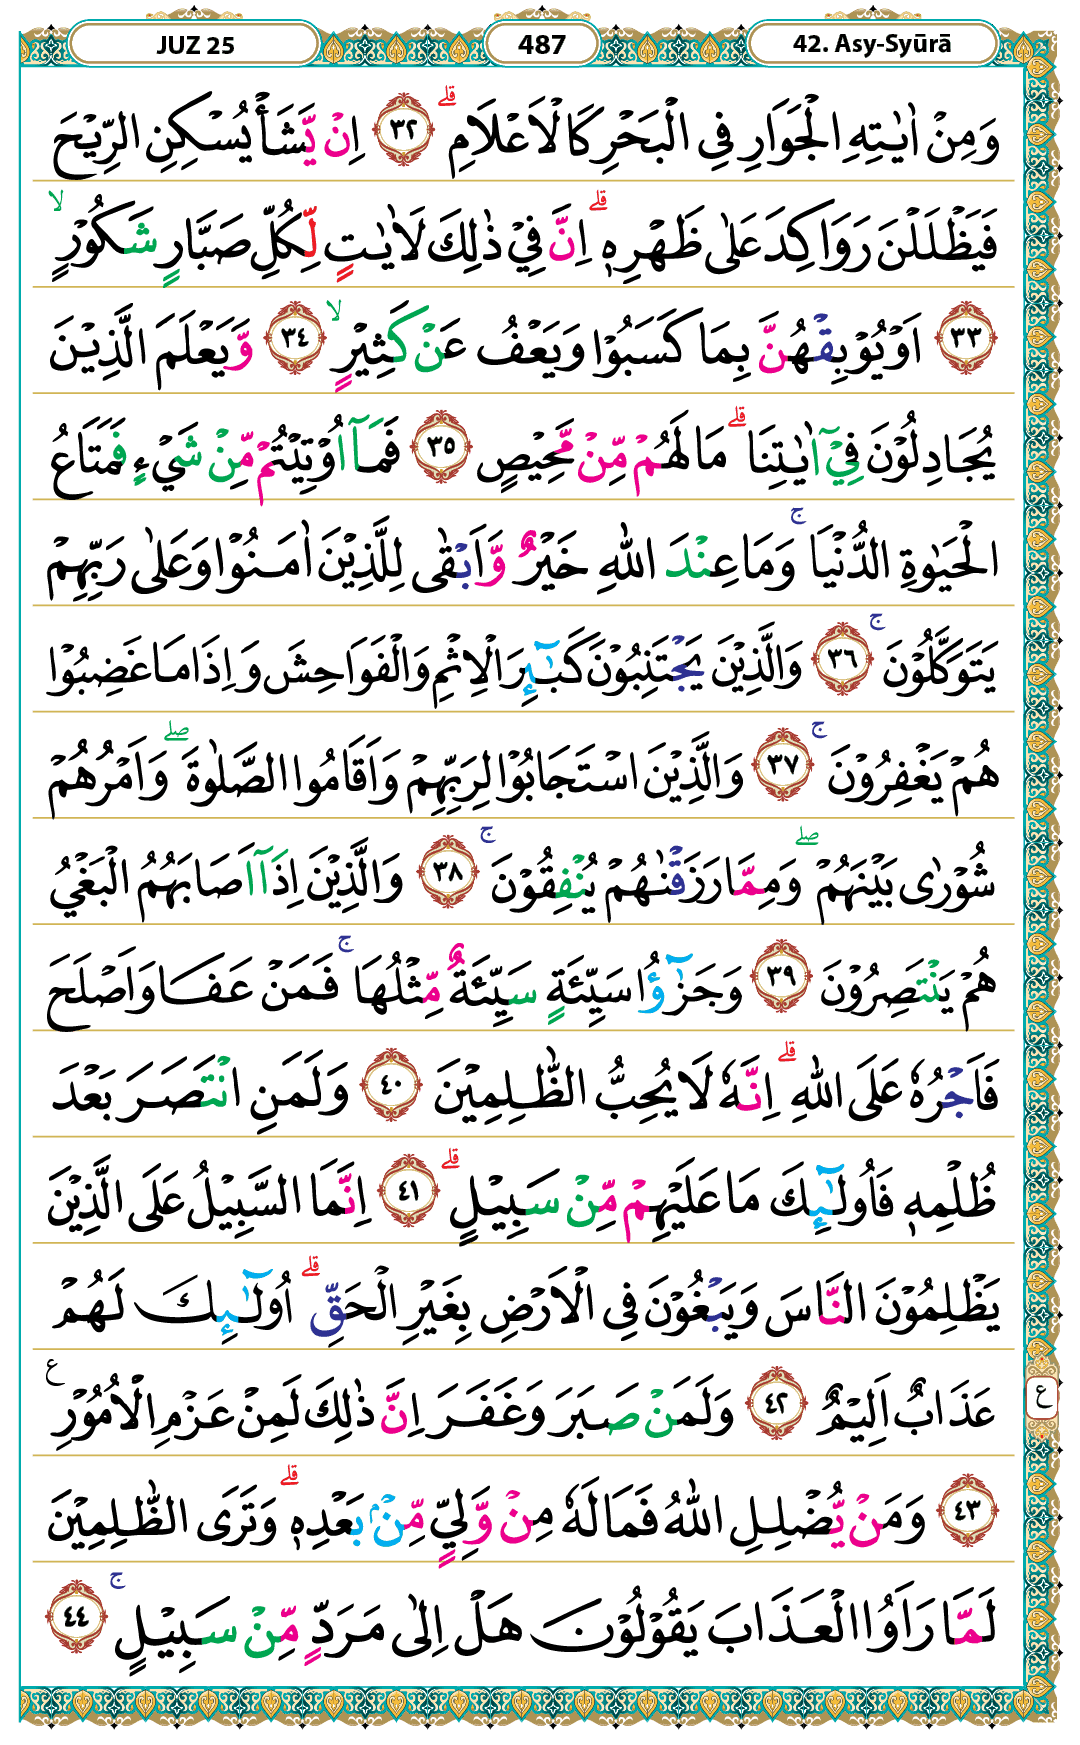 JUZ 25 487 42. Asy-Syūrā
وَمِنْ اٰيٰتِهِ الْجَوَارِ فِى الْبَحْرِ كَالْاَعْلَامِ ۗ ٣٢ اِنْ يَّشَأْ يُسْكِنِ الرِّيْحَ
فَيَظْلَلْنَ رَوَاكِدَ عَلٰى ظَهْرِهٖ ۗ اِنَّ فِيْ ذٰلِكَ لَاٰيٰتٍ لِّكُلِّ صَبَّارٍ شَكُوْرٍ ۙ
٣٣ اَوْ يُوْبِقْهُنَّ بِمَا كَسَبُوْا وَيَعْفُ عَنْ كَثِيْرٍ ۙ ٣٤ وَّيَعْلَمَ الَّذِيْنَ
يُجَادِلُوْنَ فِيْٓ اٰيٰتِنَا ۗ مَا لَهُمْ مِّنْ مَّحِيْصٍ ٣٥ فَمَآ اُوْتِيْتُمْ مِّنْ شَيْءٍ فَمَتَاعُ
الْحَيٰوةِ الدُّنْيَا ۚ وَمَا عِنْدَ اللّٰهِ خَيْرٌ وَّاَبْقٰى لِلَّذِيْنَ اٰمَنُوْا وَعَلٰى رَبِّهِمْ
يَتَوَكَّلُوْنَ ۚ ٣٦ وَالَّذِيْنَ يَجْتَنِبُوْنَ كَبٰۤىِٕرَ الْاِثْمِ وَالْفَوَاحِشَ وَاِذَا مَا غَضِبُوْا
هُمْ يَغْفِرُوْنَ ۚ ٣٧ وَالَّذِيْنَ اسْتَجَابُوْا لِرَبِّهِمْ وَاَقَامُوا الصَّلٰوةَ ۖ وَاَمْرُهُمْ
شُوْرٰى بَيْنَهُمْ ۖ وَمِمَّا رَزَقْنٰهُمْ يُنْفِقُوْنَ ۚ ٣٨ وَالَّذِيْنَ اِذَآ اَصَابَهُمُ الْبَغْيُ
هُمْ يَنْتَصِرُوْنَ ٣٩ وَجَزٰۤؤُا سَيِّئَةٍ سَيِّئَةٌ مِّثْلُهَا ۚ فَمَنْ عَفَا وَاَصْلَحَ
فَاَجْرُهٗ عَلَى اللّٰهِ ۗ اِنَّهٗ لَا يُحِبُّ الظّٰلِمِيْنَ ٤٠ وَلَمَنِ انْتَصَرَ بَعْدَ
ظُلْمِهٖ فَاُولٰۤىِٕكَ مَا عَلَيْهِمْ مِّنْ سَبِيْلٍ ۗ ٤١ اِنَّمَا السَّبِيْلُ عَلَى الَّذِيْنَ
يَظْلِمُوْنَ النَّاسَ وَيَبْغُوْنَ فِى الْاَرْضِ بِغَيْرِ الْحَقِّ ۗ اُولٰۤىِٕكَ لَهُمْ
عَذَابٌ اَلِيْمٌ ٤٢ وَلَمَنْ صَبَرَ وَغَفَرَ اِنَّ ذٰلِكَ لَمِنْ عَزْمِ الْاُمُوْرِ ࣖ ع
٤٣ وَمَنْ يُّضْلِلِ اللّٰهُ فَمَا لَهٗ مِنْ وَّلِيٍّ مِّنْۢ بَعْدِهٖ ۗ وَتَرَى الظّٰلِمِيْنَ
لَمَّا رَاَوُا الْعَذَابَ يَقُوْلُوْنَ هَلْ اِلٰى مَرَدٍّ مِّنْ سَبِيْلٍ ۚ ٤٤